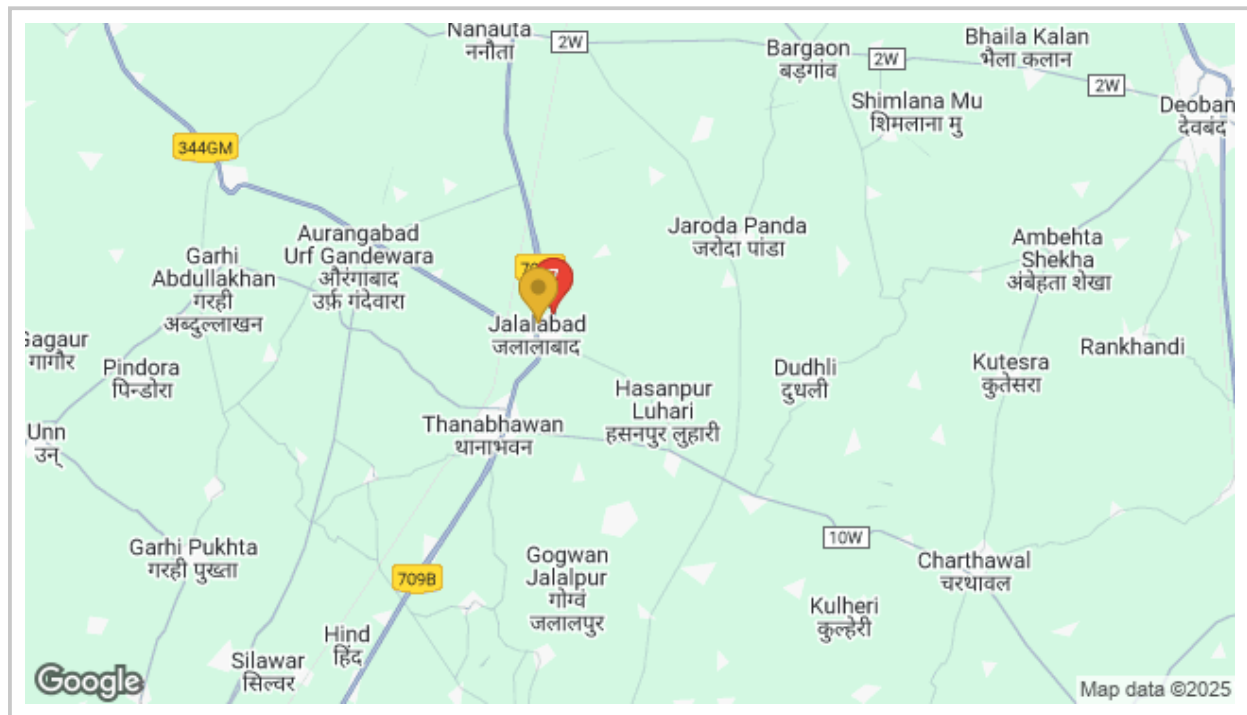 Nanauta
ननौता
2W
Bargaon
बड़गांव
Bhaila Kalan
भैला कलान
2W
2W
Shimlana Mu
शिमलाना मु
Deoban
देवबंद
344GM
Aurangabad
Urf Gandewara
औरंगाबाद
उर्फ़ गंदेवारा
Jaroda Panda
जरोदा पांडा
Ambehta
Shekha
अंबेहता शेखा
Garhi
Abdullakhan
गरही
अब्दुल्लाखन
Jalalabad
जलालाबाद
Gagaur
गागौर
Pindora
पिन्डोरा
Rankhandi
Dudhli
दुधली
Kutesra
कुतेसरा
Hasanpur
Luhari
हसनपुर लुहारी
Thanabhawan
थानाभवन
Unn
उन्
10W
Garhi Pukhta
गरही पुख्ता
Gogwan
Jalalpur
गोग्वं
जलालपुर
Charthawal
चरथावल
709B
Kulheri
कुल्हेरी
Hind
हिंद
Silawar
सिल्वर
Google
Map data ©2025